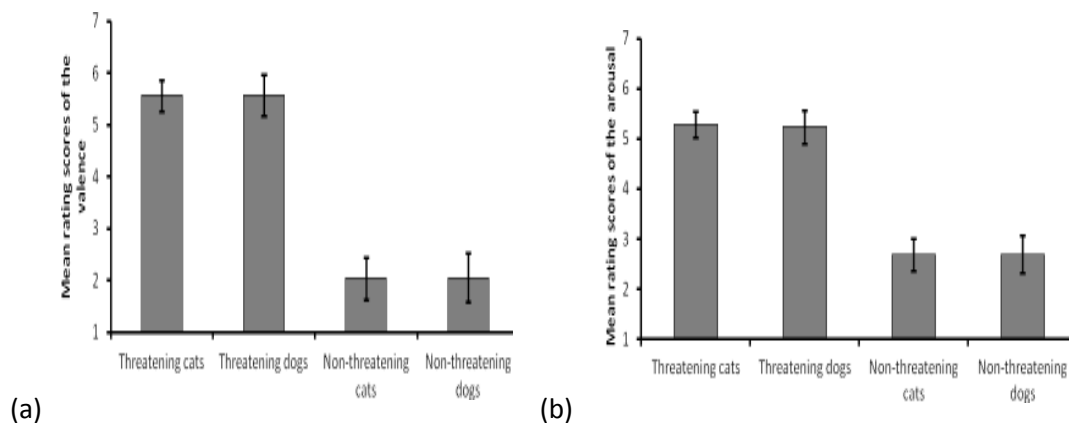 Mean rating scores of the
valence
7
6
5
4
3
2
1
Threatening cats
Threatening dogs
Non-threatening
cats
Non-threatening
dogs
(a)
Mean rating scores of the arousal
7
6
5
4
3
2
1
Threatening cats
Threatening dogs
Non-threatening
cats
Non-threatening
dogs
(b)